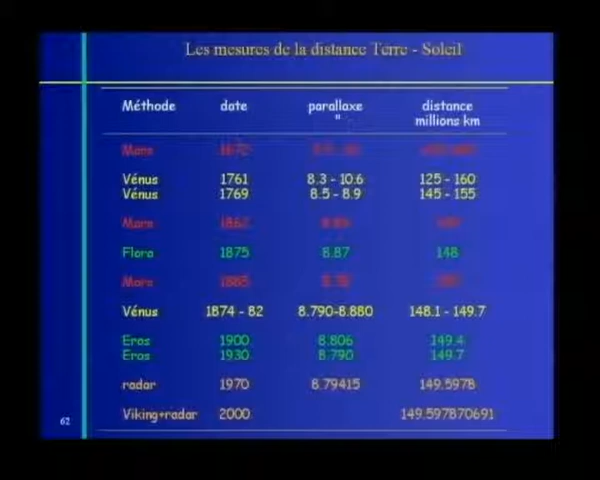 Les mesures de la distance Terre - Soleil
Méthode date parallaxe distance
" millions km
Mars 1672
Vénus 1761 8.3 - 10.6 125 - 160
Vénus 1769 8.5 - 8.9 145 - 155
Mars 1862
Flora 1875 8.87 148
Mars
Vénus 1874 - 82 8.790-8.880 148.1 - 149.7
Eros 1900 8.806 149.4
Eros 1930 8.790 149.7
radar 1970 8.79415 149.5978
Viking+radar 2000 149.597870691
62